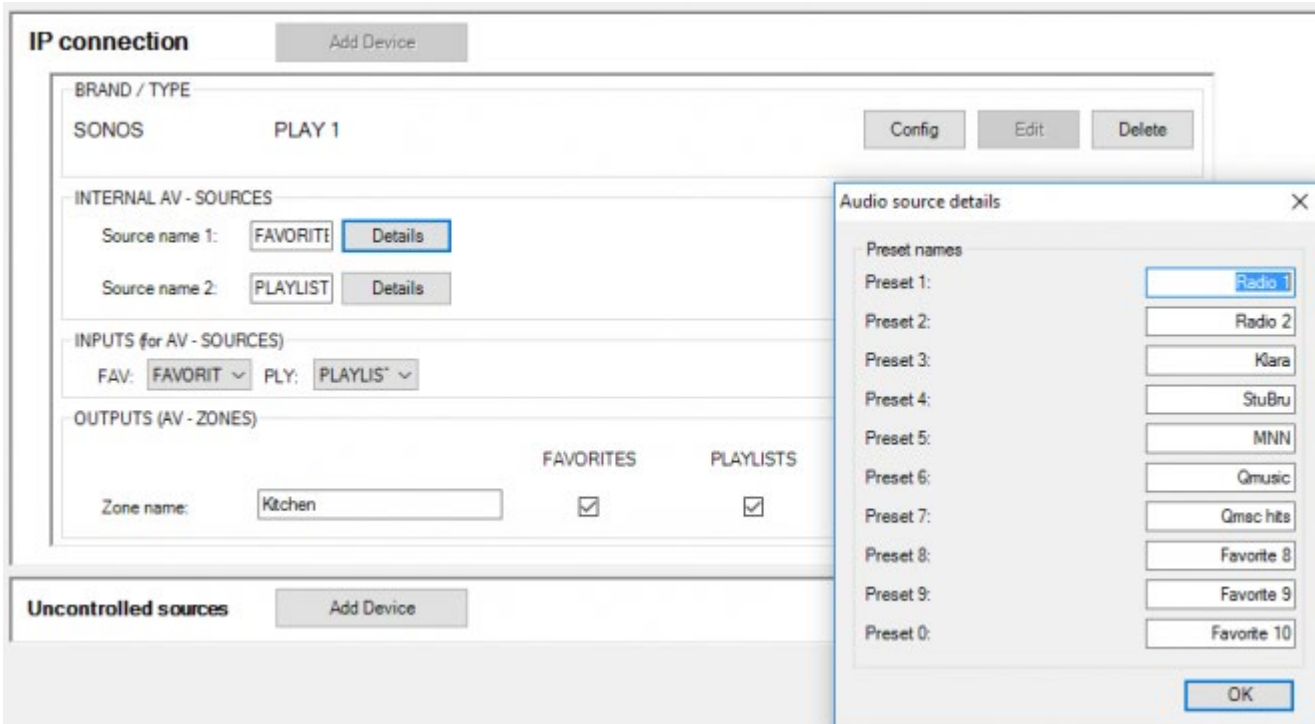 IP connection Add Device
BRAND / TYPE
SONOS PLAY 1 Config Edit Delete
INTERNAL AV - SOURCES
Source name 1: FAVORITE Details
Source name 2: PLAYLIST Details
INPUTS (for AV - SOURCES)
FAV: FAVORIT PLY: PLAYLIS
OUTPUTS (AV - ZONES)
FAVORITES PLAYLISTS
Zone name: Kitchen
Uncontrolled sources Add Device
Audio source details
Preset names
Preset 1: Radio 1
Preset 2: Radio 2
Preset 3: Klara
Preset 4: StuBru
Preset 5: MNN
Preset 6: Qmusic
Preset 7: Qmsc hits
Preset 8: Favorite 8
Preset 9: Favorite 9
Preset 0: Favorite 10
OK